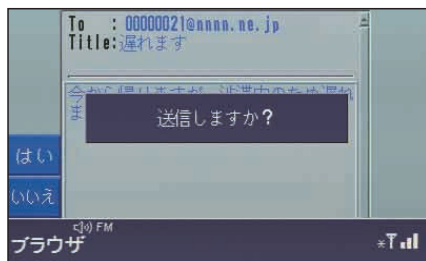 To : 00000021@nnnn.ne.jp
Title:遅れます
今から帰りますが、渋滞中のため遅れ
ま
送信しますか?
はい
いいえ
FM
ブラウザ